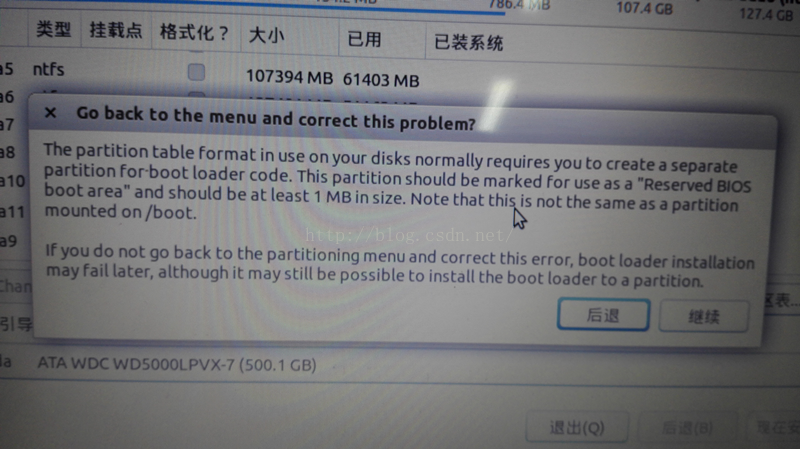 786.4 MB 107.4 GB 127.4 GB
类型 挂载点 格式化？ 大小 已用 已装系统
a5 ntfs 107394 MB 61403 MB
a6
× Go back to the menu and correct this problem?
a7
The partition table format in use on your disks normally requires you to create a separate
a8
partition for boot loader code. This partition should be marked for use as a "Reserved BIOS
a10
boot area" and should be at least 1 MB in size. Note that this is not the same as a partition
a11
mounted on /boot.
http://blog.csdn.net/
a9
If you do not go back to the partitioning menu and correct this error, boot loader installation
may fail later, although it may still be possible to install the boot loader to a partition.
后退 继续
ATA WDC WD5000LPVX-7 (500.1 GB)
退出(Q) 后退(B)